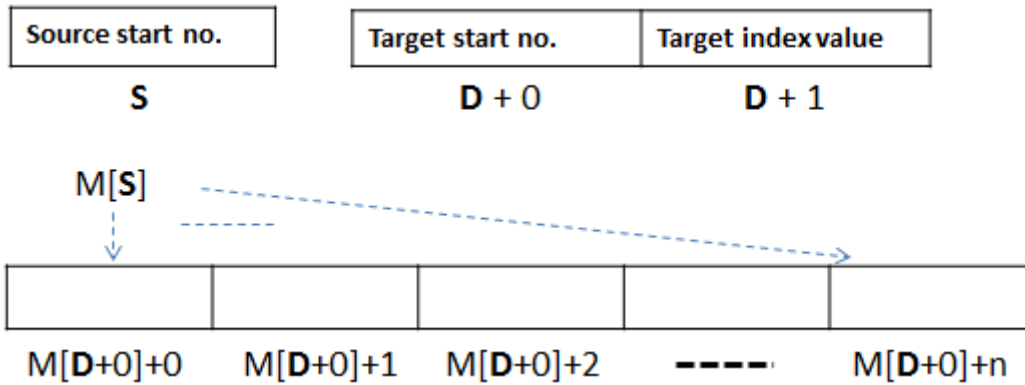 Source start no. Target start no. Target index value
S D + 0 D + 1
M[S]
M[D+0]+0 M[D+0]+1 M[D+0]+2 ----- M[D+0]+n